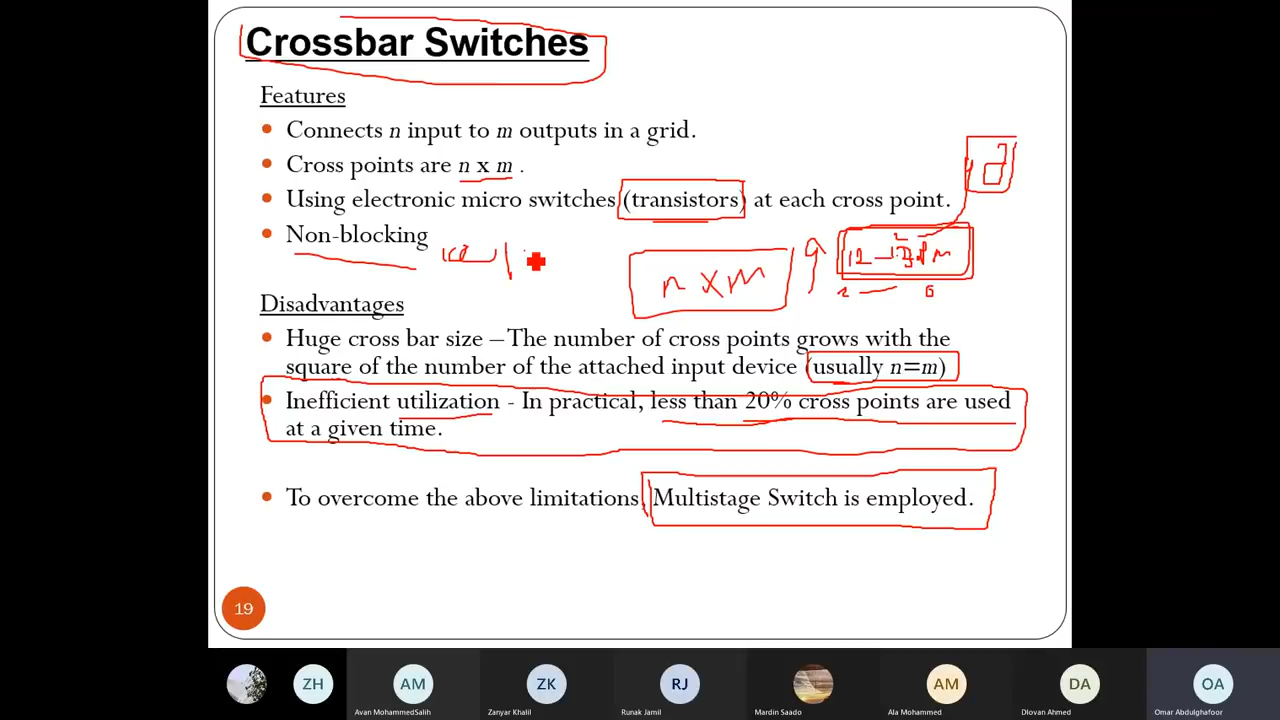 Crossbar Switches
Features
• Connects n input to m outputs in a grid.
• Cross points are n x m .
• Using electronic micro switches (transistors) at each cross point.
• Non-blocking
n x m
Disadvantages
• Huge cross bar size – The number of cross points grows with the
square of the number of the attached input device (usually n=m)
• Inefficient utilization - In practical, less than 20% cross points are used
at a given time.
• To overcome the above limitations Multistage Switch is employed.
19
ZH AM ZK RJ AM DA OA
Avan MohammedSalih Zanyar Khalil Runak Jamil Mardin Saado Ala Mohammed Dlovan Ahmed Omar Abdulghafoor